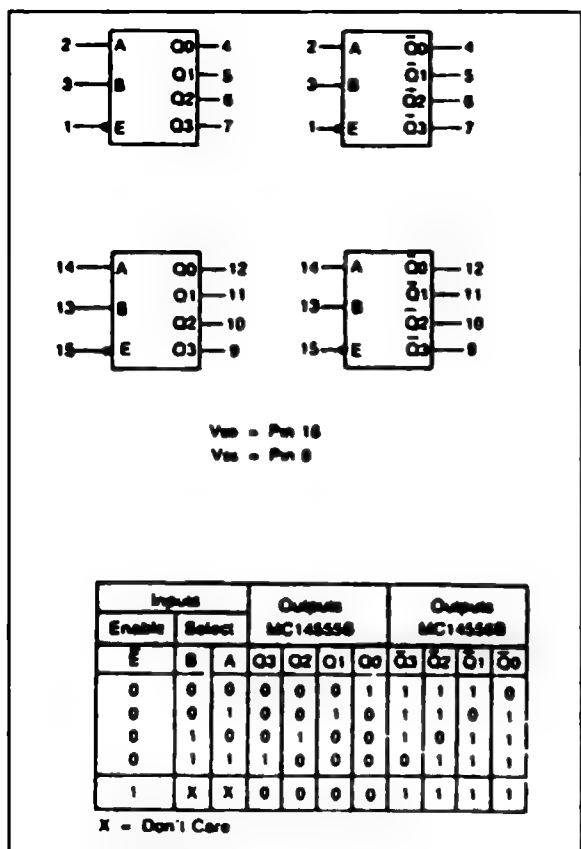 2 A Q0 4 2 A Q̅0 4
Q1 5 Q̅1 5
3 B 3 B
Q2 6 Q̅2 6
1 E Q3 7 1 E Q̅3 7
14 A Q0 12 14 A Q̅0 12
Q1 11 Q̅1 11
13 B 13 B
Q2 10 Q̅2 10
15 E Q3 9 15 E Q̅3 9
= Pin 16
= Pin 8
Inputs Outputs Outputs
Enable Select MC14555B MC14556B
E̅ B A Q3 Q2 Q1 Q0 Q̅3 Q̅2 Q̅1 Q̅0
0 0 0 0 0 0 1 1 1 1 0
0 0 1 0 0 1 0 1 1 0 1
0 1 0 0 1 0 0 1 0 1 1
0 1 1 1 0 0 0 0 1 1 1
1 X X 0 0 0 0 1 1 1 1
X = Don't Care